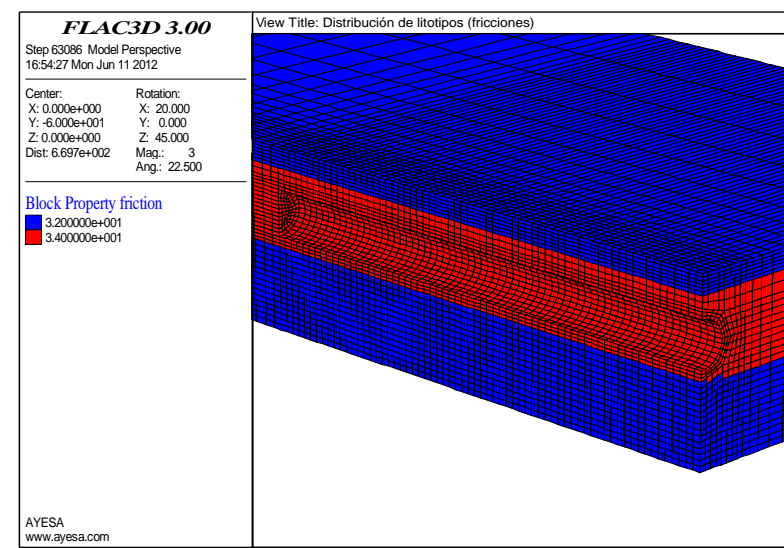 FLAC3D 3.00
Step 63086 Model Perspective
16:54:27 Mon Jun 11 2012
Center:
X: 0.000e+000
Y: -6.000e+001
Z: 0.000e+000
Dist: 6.697e+002
Rotation:
X: 20.000
Y: 0.000
Z: 45.000
Mag.: 3
Ang.: 22.500
Block Property friction
3.200000e+001
3.400000e+001
AYESA
www.ayesa.com
View Title: Distribución de litotipos (fricciones)